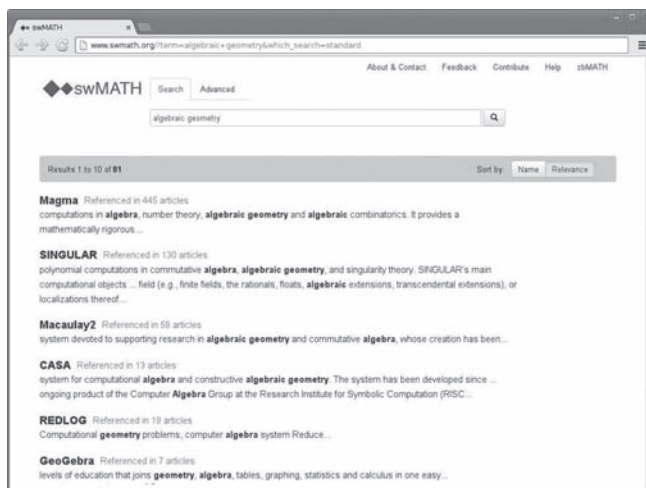 swMATH
www.swmath.org/?term=algebraic+geometry&which_search=standard
About & Contact Feedback Contribute Help zbMATH
swMATH Search Advanced
algebraic geometry
Results 1 to 10 of 81 Sort by: Name Relevance
Magma Referenced in 445 articles
computations in algebra, number theory, algebraic geometry and algebraic combinatorics. It provides a
mathematically rigorous...
SINGULAR Referenced in 130 articles
polynomial computations in commutative algebra, algebraic geometry, and singularity theory. SINGULAR's main
computational objects ... field (e.g., finite fields, the rationals, floats, algebraic extensions, transcendental extensions), or
localizations thereof...
Macaulay2 Referenced in 58 articles
system devoted to supporting research in algebraic geometry and commutative algebra, whose creation has been...
CASA Referenced in 13 articles
system for computational algebra and constructive algebraic geometry. The system has been developed since ...
ongoing product of the Computer Algebra Group at the Research Institute for Symbolic Computation (RISC...
REDLOG Referenced in 19 articles
Computational geometry problems, computer algebra system Reduce...
GeoGebra Referenced in 7 articles
levels of education that joins geometry, algebra, tables, graphing, statistics and calculus in one easy...